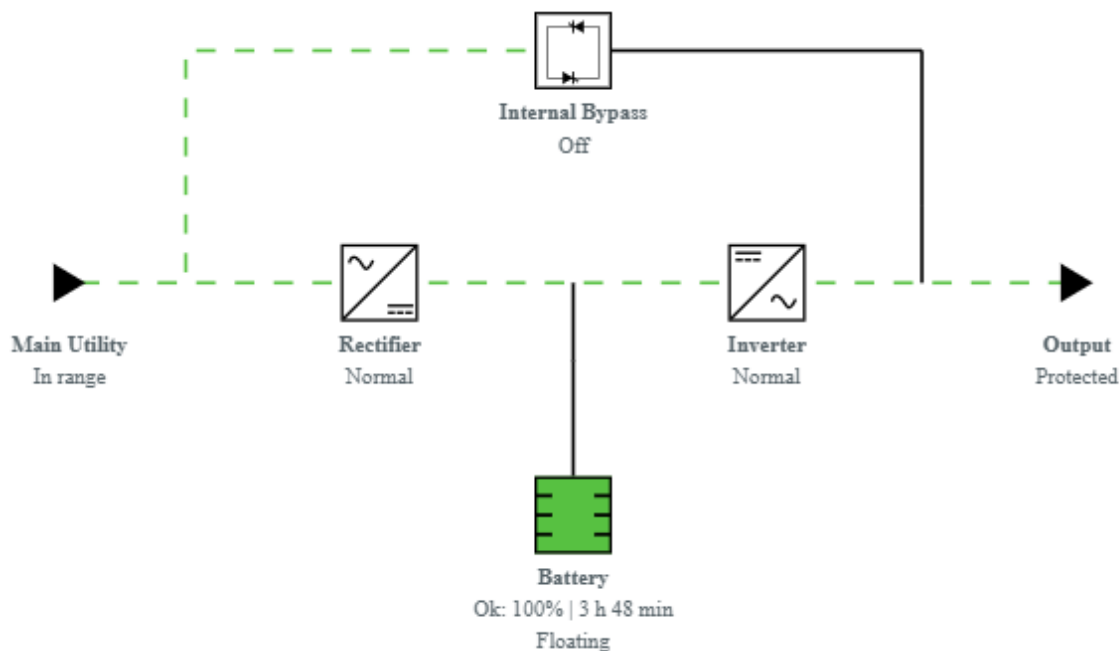 Internal Bypass
Off
Main Utility
In range
Rectifier
Normal
Inverter
Normal
Output
Protected
Battery
Ok: 100% | 3 h 48 min
Floating